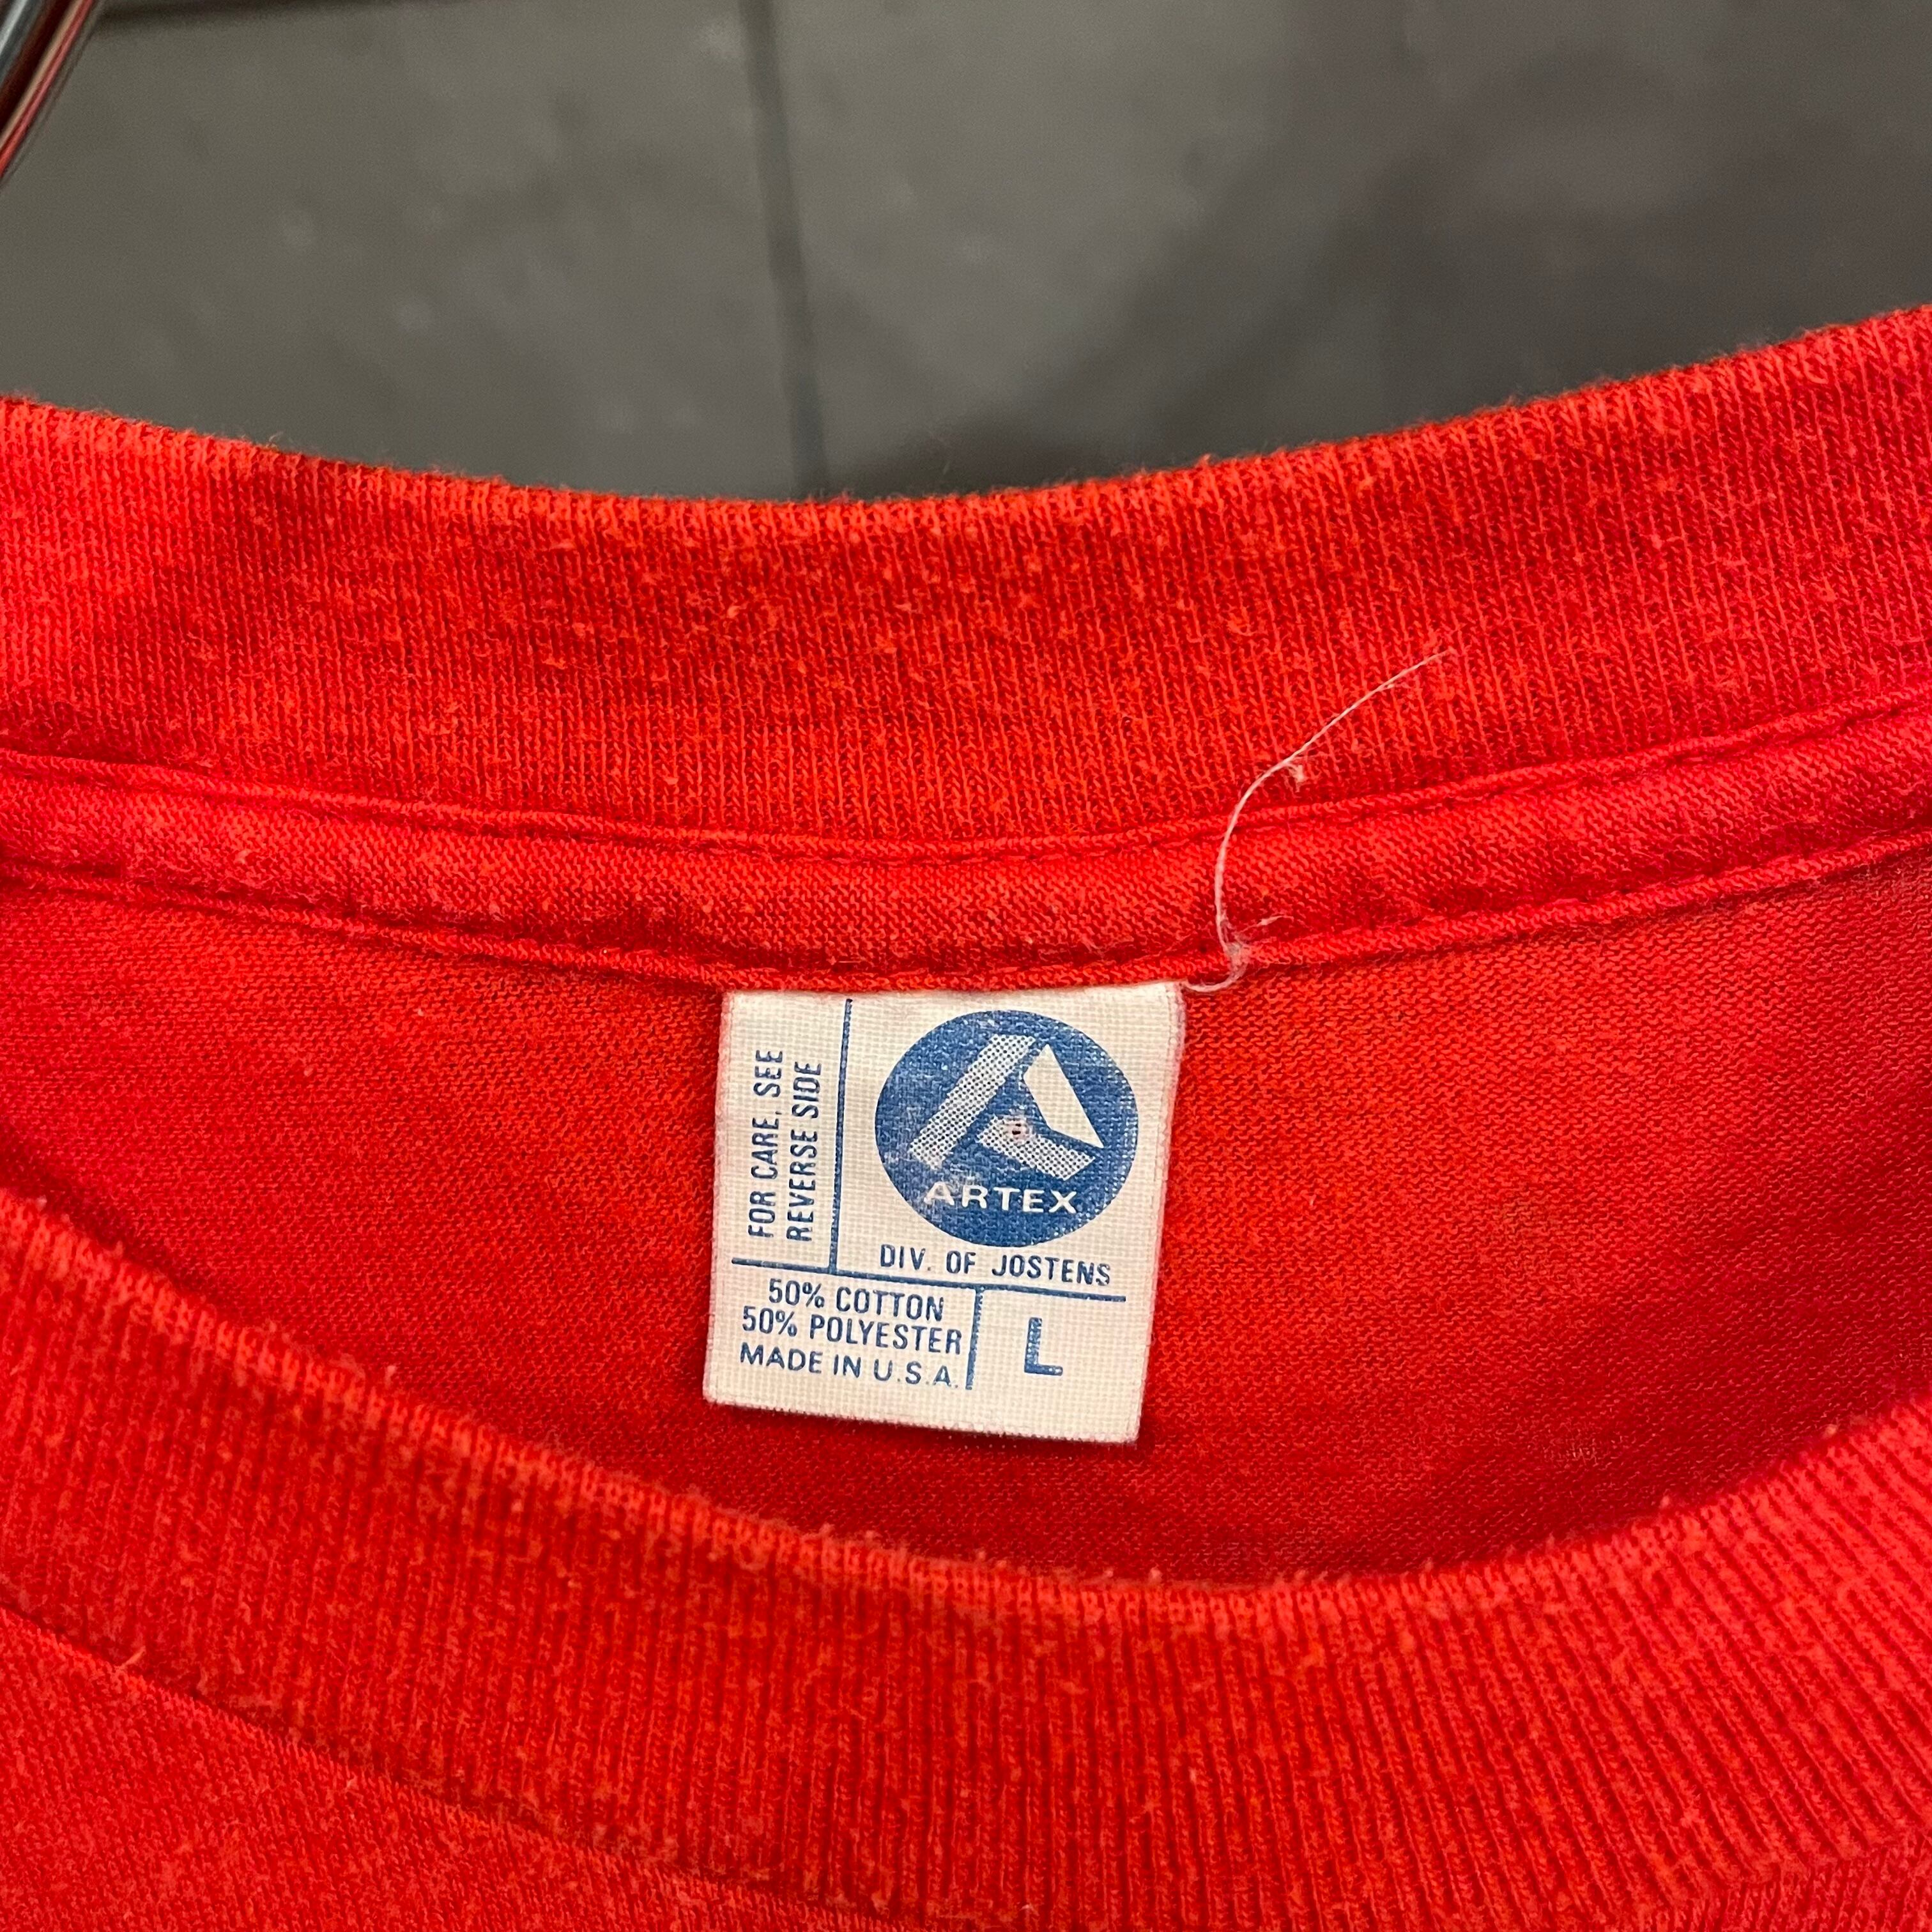 FOR CARE, SEE
REVERSE SIDE
ARTEX
DIV. OF JOSTENS
50% COTTON
50% POLYESTER
MADE IN U.S.A.
L